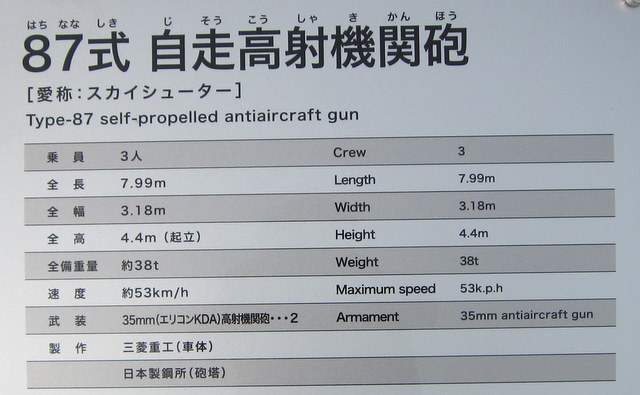 はち なな しき じ そう こう しゃ き かん ほう
87式 自走高射機関砲
[愛称:スカイシューター]
Type-87 self-propelled antiaircraft gun
乗員 3人 Crew 3
全長 7.99m Length 7.99m
全幅 3.18m Width 3.18m
全高 4.4m(起立) Height 4.4m
全備重量 約38t Weight 38t
速度 約53km/h Maximum speed 53k.p.h
武装 35mm(エリコンKDA)高射機関砲・・・2 Armament 35mm antiaircraft gun
製作 三菱重工(車体)
日本製鋼所(砲塔)